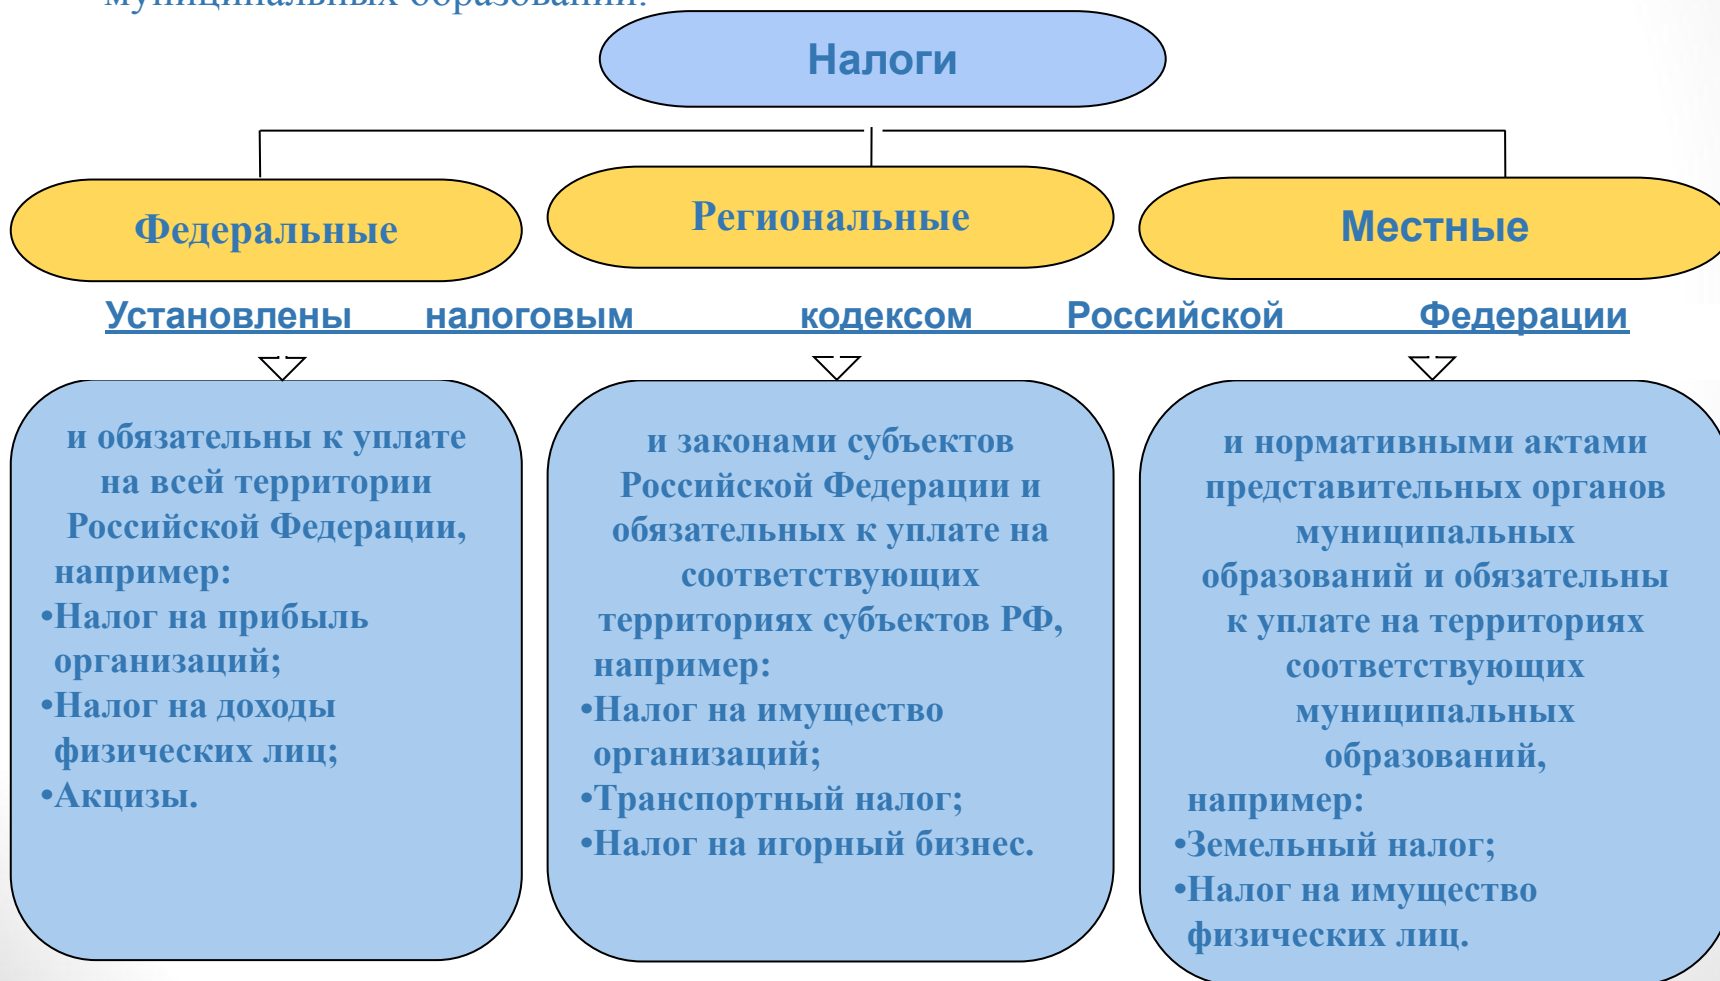 муниципальных образований.
Налоги
Федеральные
Региональные
Местные
Установлены налоговым кодексом Российской Федерации
и обязательны к уплате
на всей территории
Российской Федерации,
например:
•Налог на прибыль
организаций;
•Налог на доходы
физических лиц;
•Акцизы.
и законами субъектов
Российской Федерации и
обязательных к уплате на
соответствующих
территориях субъектов РФ,
например:
•Налог на имущество
организаций;
•Транспортный налог;
•Налог на игорный бизнес.
и нормативными актами
представительных органов
муниципальных
образований и обязательны
к уплате на территориях
соответствующих
муниципальных
образований,
например:
•Земельный налог;
•Налог на имущество
физических лиц.